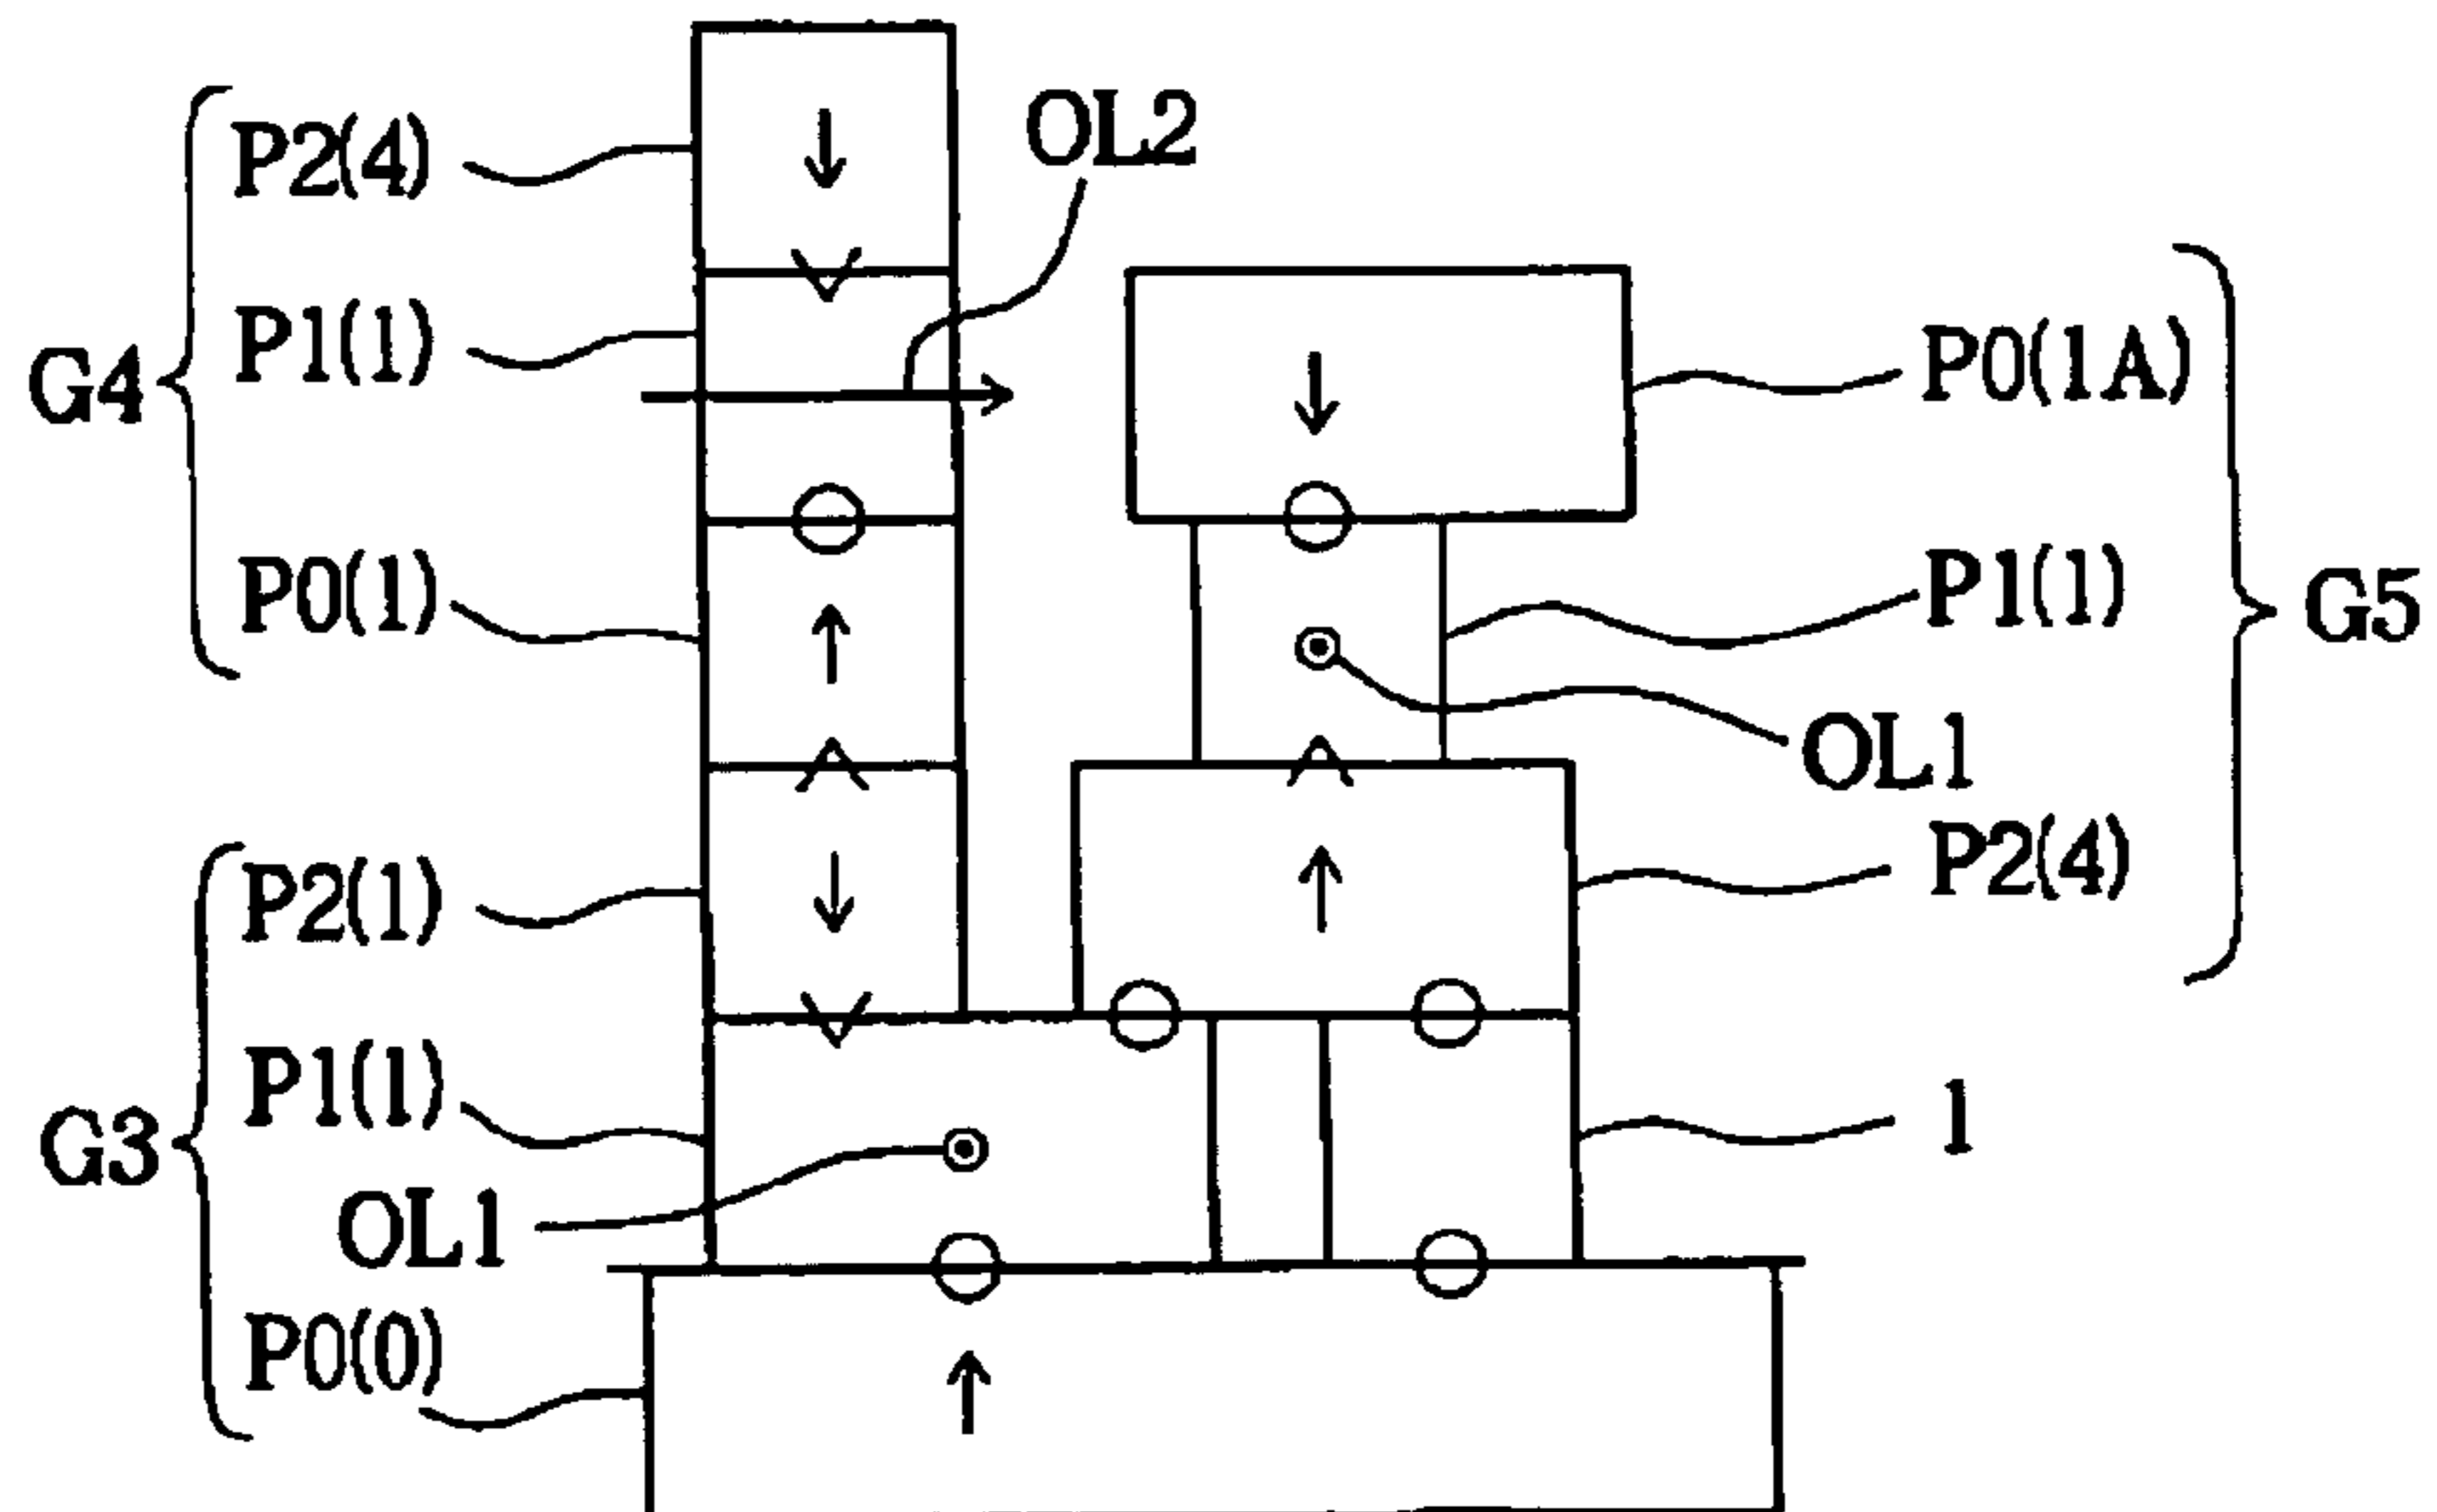 P2(4)
OL2
P1(1)
G4
P0(1A)
P0(1)
P1(1)
G5
OL1
P2(4)
P2(1)
P1(1)
1
G3
OL1
P0(0)